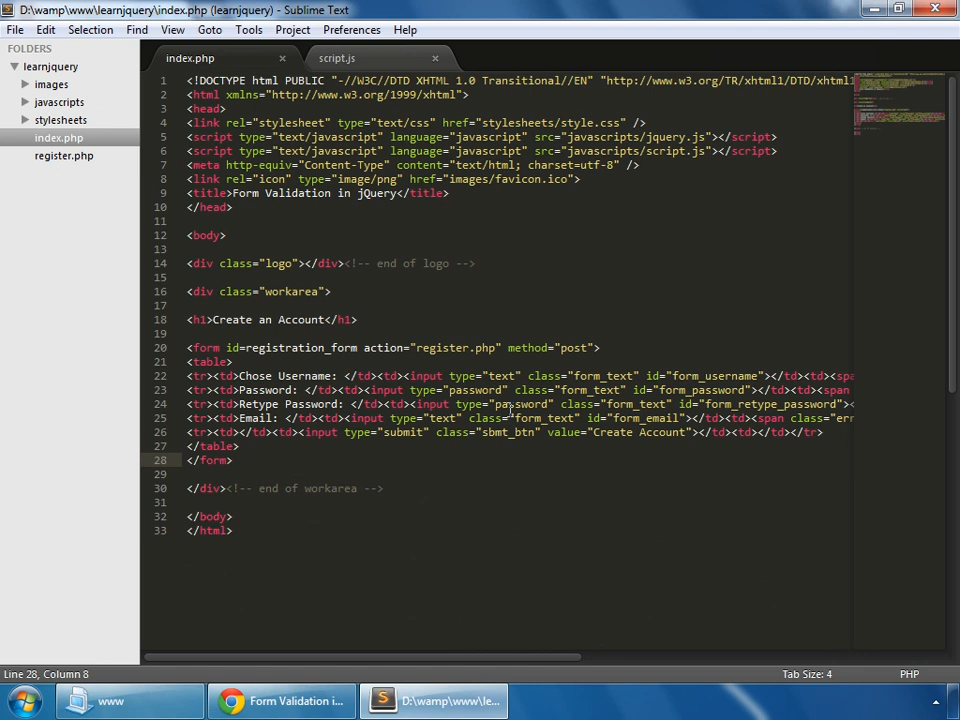 D:\wamp\www\learnjquery\index.php (learnjquery) - Sublime Text
File Edit Selection Find View Goto Tools Project Preferences Help
FOLDERS
learnjquery
images
javascripts
stylesheets
index.php
register.php
index.php × script.js ×
1 <!DOCTYPE html PUBLIC "-//W3C//DTD XHTML 1.0 Transitional//EN" "http://www.w3.org/TR/xhtml1/DTD/xhtml1
2 <html xmlns="http://www.w3.org/1999/xhtml">
3 <head>
4 <link rel="stylesheet" type="text/css" href="stylesheets/style.css" />
5 <script type="text/javascript" language="javascript" src="javascripts/jquery.js"></script>
6 <script type="text/javascript" language="javascript" src="javascripts/script.js"></script>
7 <meta http-equiv="Content-Type" content="text/html; charset=utf-8" />
8 <link rel="icon" type="image/png" href="images/favicon.ico">
9 <title>Form Validation in jQuery</title>
10 </head>
11
12 <body>
13
14 <div class="logo"></div><!-- end of logo -->
15
16 <div class="workarea">
17
18 <h1>Create an Account</h1>
19
20 <form id=registration_form action="register.php" method="post">
21 <table>
22 <tr><td>Chose Username: </td><td><input type="text" class="form_text" id="form_username"></td><td><spa
23 <tr><td>Password: </td><td><input type="password" class="form_text" id="form_password"></td><td><span
24 <tr><td>Retype Password: </td><td><input type="password" class="form_text" id="form_retype_password"><
25 <tr><td>Email: </td><td><input type="text" class="form_text" id="form_email"></td><td><span class="err
26 <tr><td></td><td><input type="submit" class="sbmt_btn" value="Create Account"></td><td></td></tr>
27 </table>
28 </form>
29
30 </div><!-- end of workarea -->
31
32 </body>
33 </html>
Line 28, Column 8 Tab Size: 4 PHP
www Form Validation i... D:\wamp\www\le...